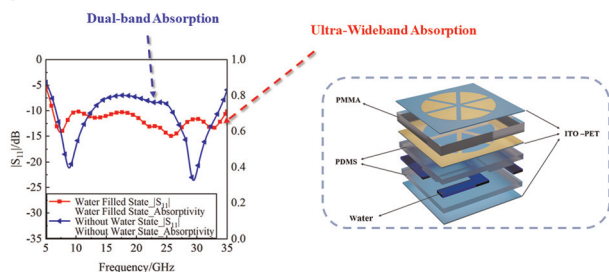 Dual-band Absorption
Ultra-Wideband Absorption
0
-5
-10
-15
-20
-25
-30
-35
|S11|/dB
1.0
0.8
0.6
0.4
0.2
0.0
Water Filled State_|S11|
Water Filled State_Absorptivity
Without Water State_|S11|
Without Water State_Absorptivity
5 10 15 20 25 30 35
Frequency/GHz
PMMA
ITO-PET
PDMS
Water